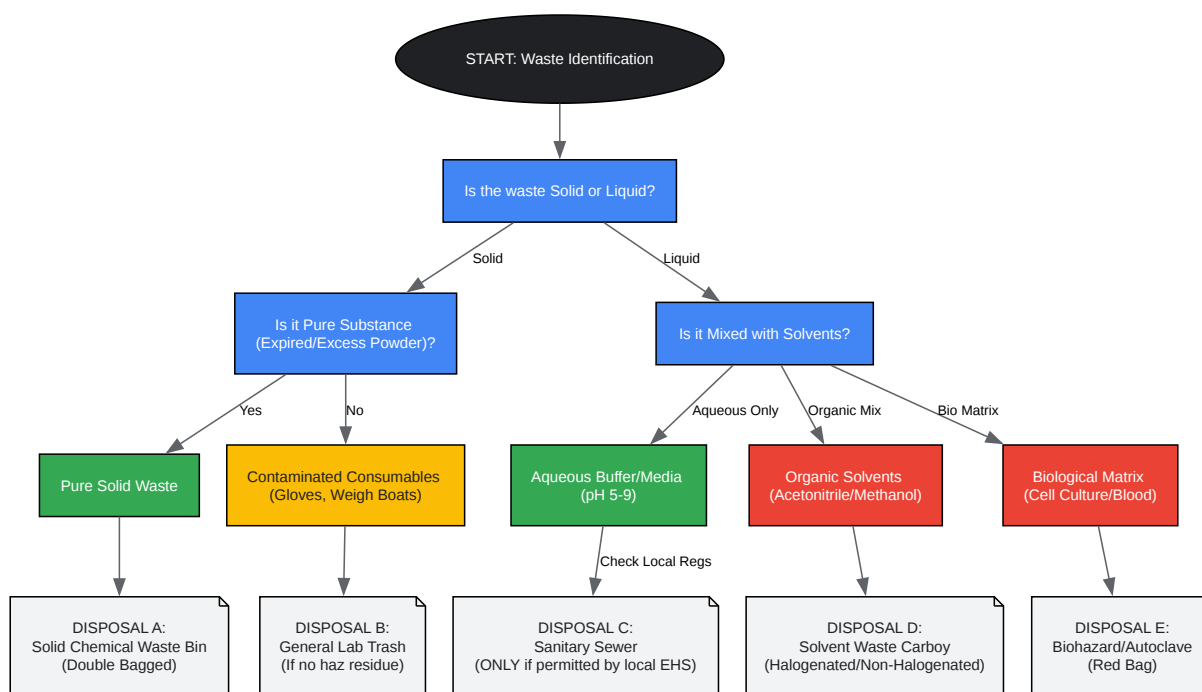 START: Waste Identification
Is the waste Solid or Liquid?
Solid
Liquid
Is it Pure Substance
(Expired/Excess Powder)?
Is it Mixed with Solvents?
Yes
No
Aqueous Only
Organic Mix
Bio Matrix
Pure Solid Waste
Contaminated Consumables
(Gloves, Weigh Boats)
Aqueous Buffer/Media
(pH 5-9)
Organic Solvents
(Acetonitrile/Methanol)
Biological Matrix
(Cell Culture/Blood)
Check Local Regs
DISPOSAL A:
Solid Chemical Waste Bin
(Double Bagged)
DISPOSAL B:
General Lab Trash
(If no haz residue)
DISPOSAL C:
Sanitary Sewer
(ONLY if permitted by local EHS)
DISPOSAL D:
Solvent Waste Carboy
(Halogenated/Non-Halogenated)
DISPOSAL E:
Biohazard/Autoclave
(Red Bag)